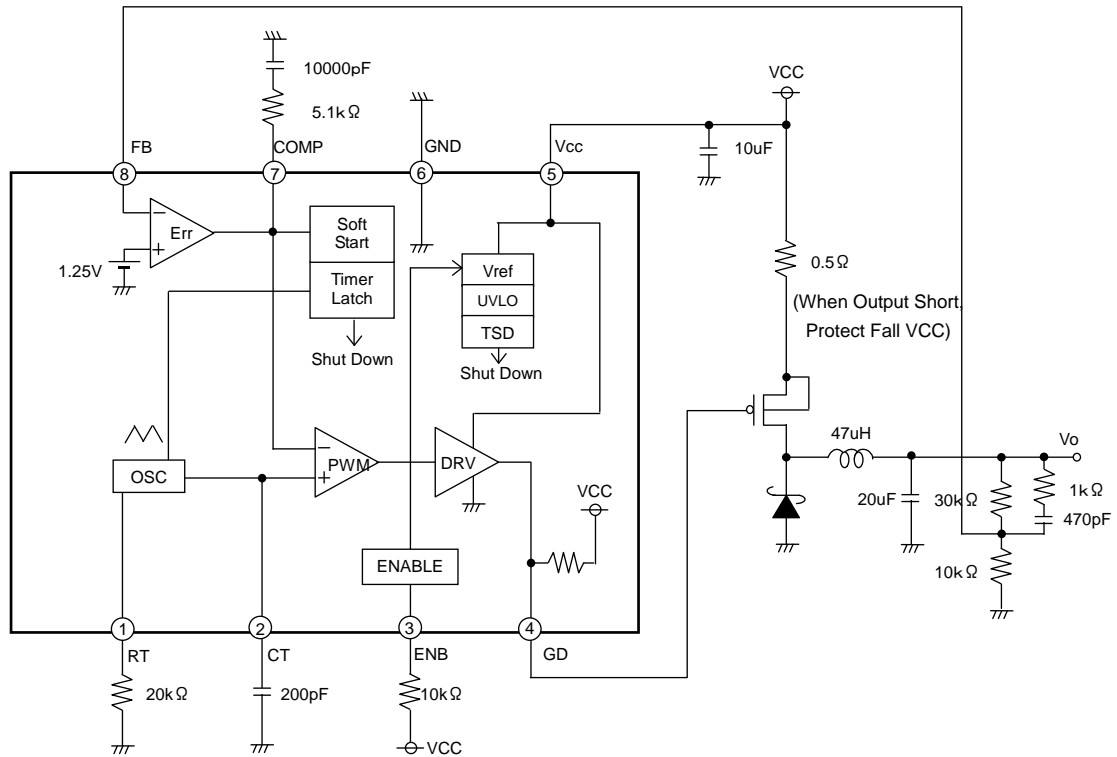 10000pF
5.1kΩ
FB
COMP
GND
Vcc
VCC
10uF
8
7
6
5
Err
1.25V
Soft
Start
Timer
Latch
Shut Down
Vref
UVLO
TSD
Shut Down
0.5Ω
(When Output Short,
Protect Fall VCC)
OSC
PWM
DRV
VCC
ENABLE
47uH
Vo
20uF
30kΩ
1kΩ
470pF
10kΩ
1
2
3
4
RT
CT
ENB
GD
20kΩ
200pF
10kΩ
VCC